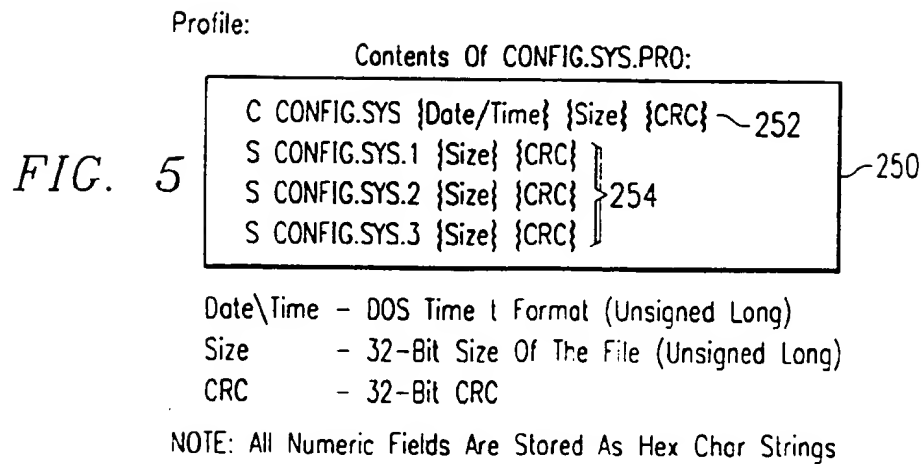 Profile:
Contents Of CONFIG.SYS.PRO:
C CONFIG.SYS {Date/Time} {Size} {CRC} 252
S CONFIG.SYS.1 {Size} {CRC}
S CONFIG.SYS.2 {Size} {CRC} 254
S CONFIG.SYS.3 {Size} {CRC}
250
FIG. 5
Date\Time - DOS Time t Format (Unsigned Long)
Size - 32-Bit Size Of The File (Unsigned Long)
CRC - 32-Bit CRC
NOTE: All Numeric Fields Are Stored As Hex Char Strings